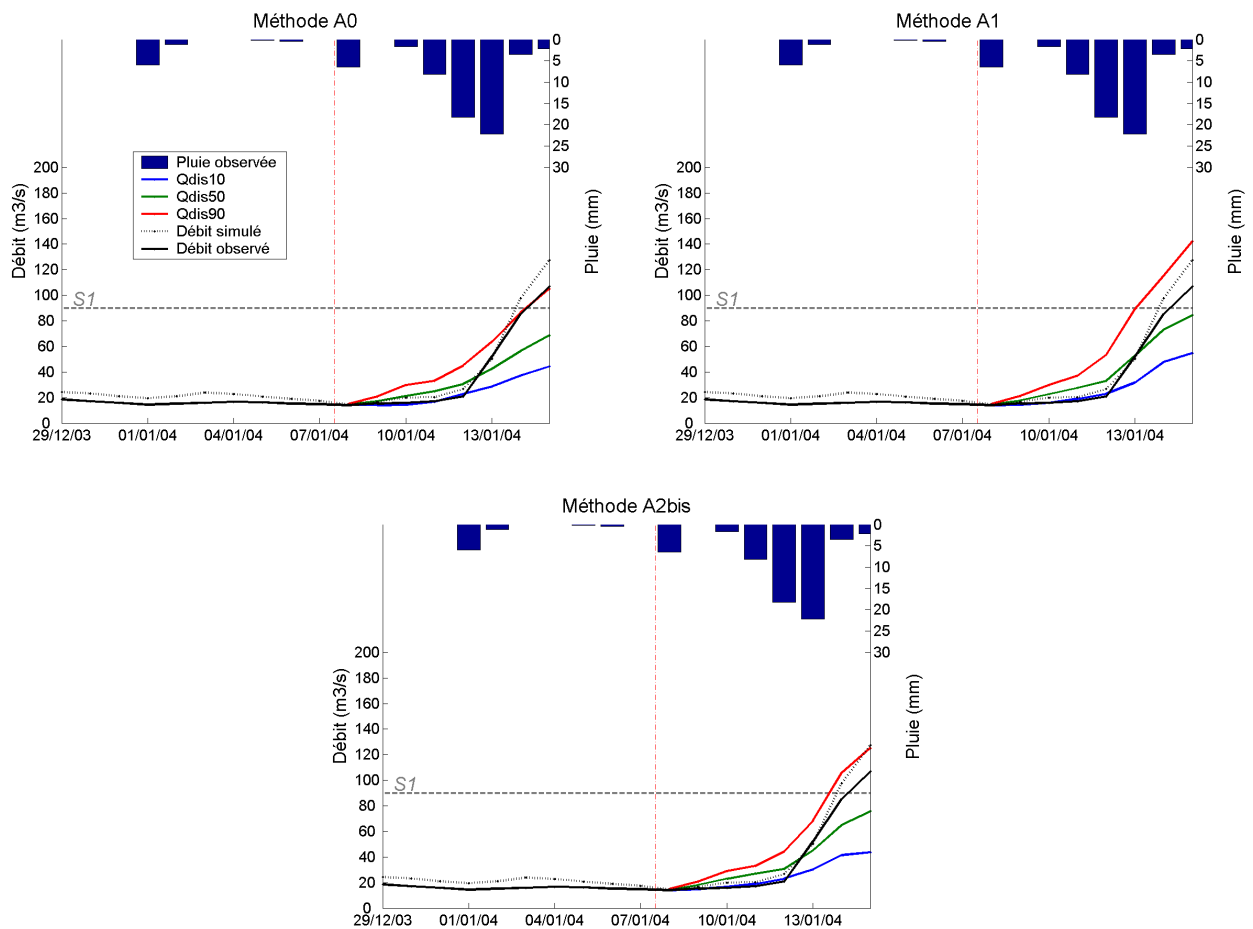 Méthode A0
Débit (m3/s)
200
180
160
140
120
100
80
60
40
20
0
S1
Pluie observée
Qdis10
Qdis50
Qdis90
Débit simulé
Débit observé
0
5
10
15
20
25
30
Pluie (mm)
29/12/03 01/01/04 04/01/04 07/01/04 10/01/04 13/01/04
Méthode A1
Débit (m3/s)
200
180
160
140
120
100
80
60
40
20
0
S1
0
5
10
15
20
25
30
Pluie (mm)
29/12/03 01/01/04 04/01/04 07/01/04 10/01/04 13/01/04
Méthode A2bis
Débit (m3/s)
200
180
160
140
120
100
80
60
40
20
0
S1
0
5
10
15
20
25
30
Pluie (mm)
29/12/03 01/01/04 04/01/04 07/01/04 10/01/04 13/01/04